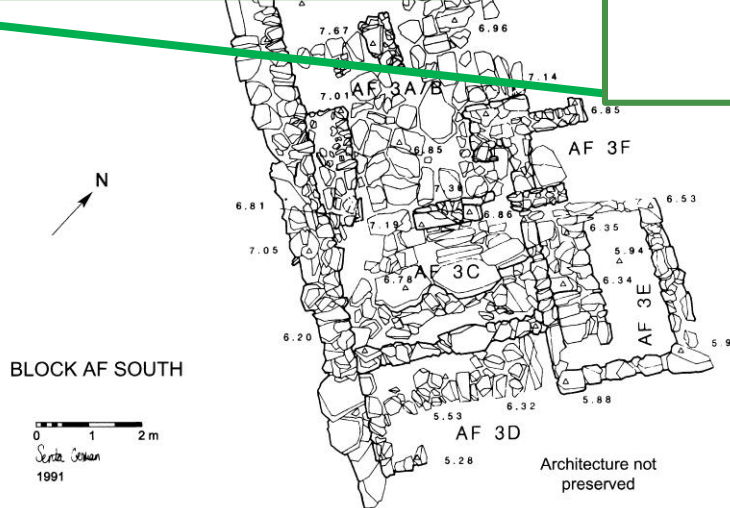 7.67
6.96
7.14
7.01
AF 3A/B
6.85
AF 3F
6.85
6.81
7.19
6.86
6.53
6.35
7.05
5.94
6.78
AF 3C
6.34
AF 3E
6.20
BLOCK AF SOUTH
5.88
0 1 2 m
5.53
6.32
AF 3D
1991
5.28
Architecture not
preserved